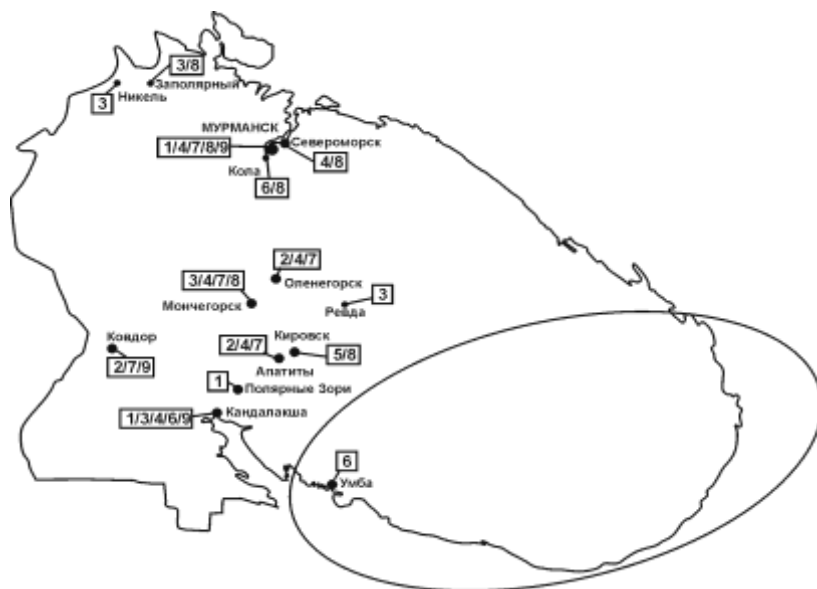 3/8
Заполярный
3
Никель
МУРМАНСК
1/4/7/8/9
Североморск
4/8
Кола
6/8
2/4/7
Оленегорск
3/4/7/8
Мончегорск
3
Ревда
Ковдор
2/7/9
2/4/7
Кировск
5/8
Апатиты
1
Полярные Зори
1/3/4/6/9
Кандалакша
6
Умба